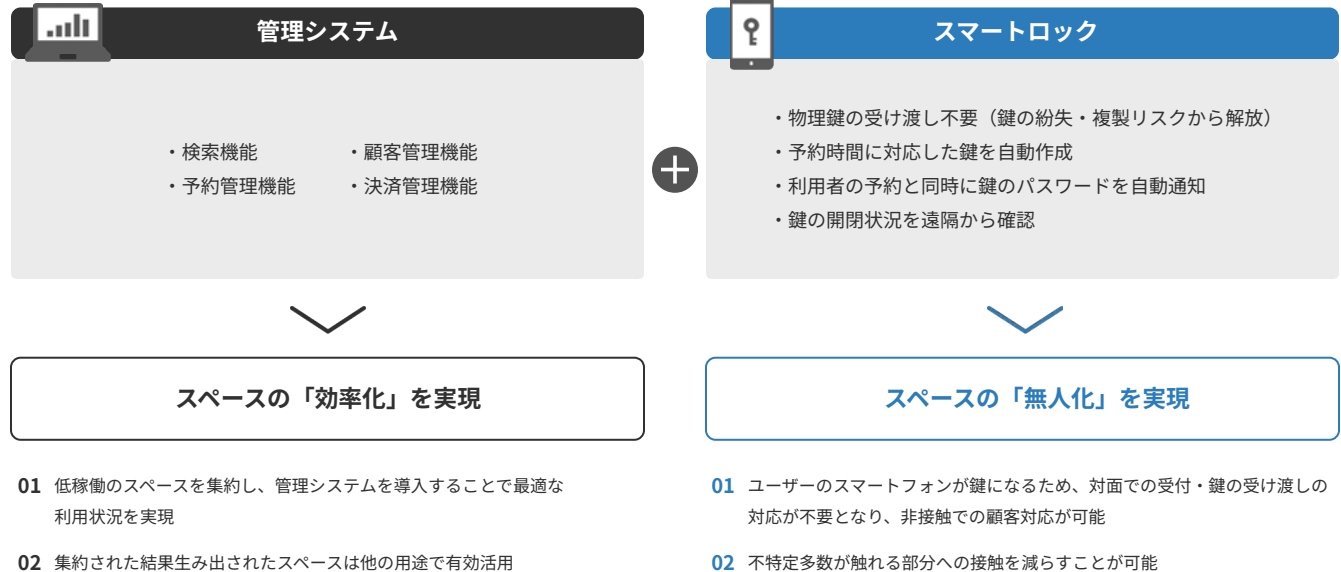 管理システム
・検索機能
・顧客管理機能
・予約管理機能
・決済管理機能
スペースの「効率化」を実現
01 低稼働のスペースを集約し、管理システムを導入することで最適な
利用状況を実現
02 集約された結果生み出されたスペースは他の用途で有効活用
スマートロック
・物理鍵の受け渡し不要（鍵の紛失・複製リスクから解放）
・予約時間に対応した鍵を自動作成
・利用者の予約と同時に鍵のパスワードを自動通知
・鍵の開閉状況を遠隔から確認
スペースの「無人化」を実現
01 ユーザーのスマートフォンが鍵になるため、対面での受付・鍵の受け渡しの
対応が不要となり、非接触での顧客対応が可能
02 不特定多数が触れる部分への接触を減らすことが可能